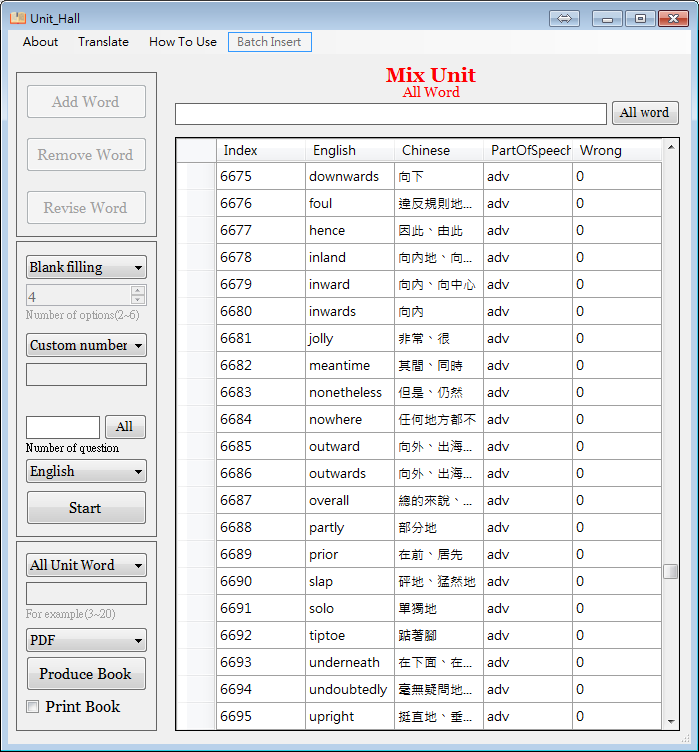 Unit_Hall
About Translate How To Use Batch Insert
Add Word
Remove Word
Revise Word
Blank filling
4
Number of options(2~6)
Custom number
All
Number of question
English
Start
All Unit Word
For example(3~20)
PDF
Produce Book
Print Book
Mix Unit
All Word
All word
Index English Chinese PartOfSpeech Wrong
6675 downwards 向下 adv 0
6676 foul 違反規則地... adv 0
6677 hence 因此、由此 adv 0
6678 inland 向內地、向... adv 0
6679 inward 向內、向中心 adv 0
6680 inwards 向內 adv 0
6681 jolly 非常、很 adv 0
6682 meantime 其間、同時 adv 0
6683 nonetheless 但是、仍然 adv 0
6684 nowhere 任何地方都不 adv 0
6685 outward 向外、出海... adv 0
6686 outwards 向外、出海... adv 0
6687 overall 總的來說、... adv 0
6688 partly 部分地 adv 0
6689 prior 在前、居先 adv 0
6690 slap 砰地、猛然地 adv 0
6691 solo 單獨地 adv 0
6692 tiptoe 踮著腳 adv 0
6693 underneath 在下面、在... adv 0
6694 undoubtedly 毫無疑問地... adv 0
6695 upright 挺直地、垂... adv 0